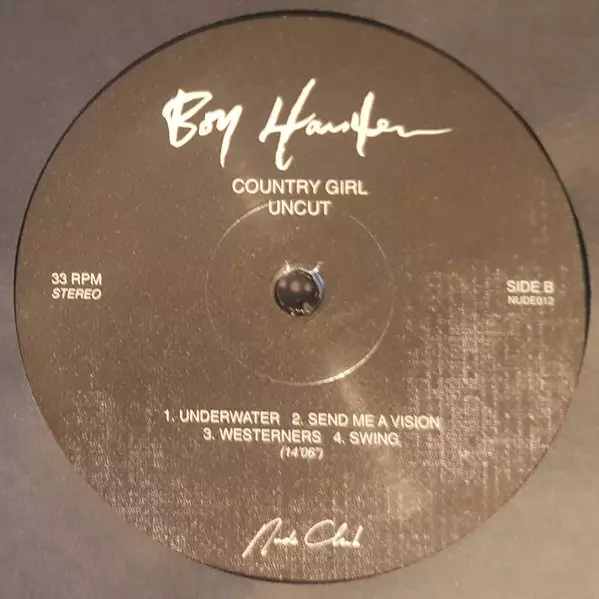 Boy Harsher
COUNTRY GIRL
UNCUT
33 RPM
STEREO
SIDE B
NUDE012
1. UNDERWATER 2. SEND ME A VISION
3. WESTERNERS 4. SWING
(14'06")
Nude Club